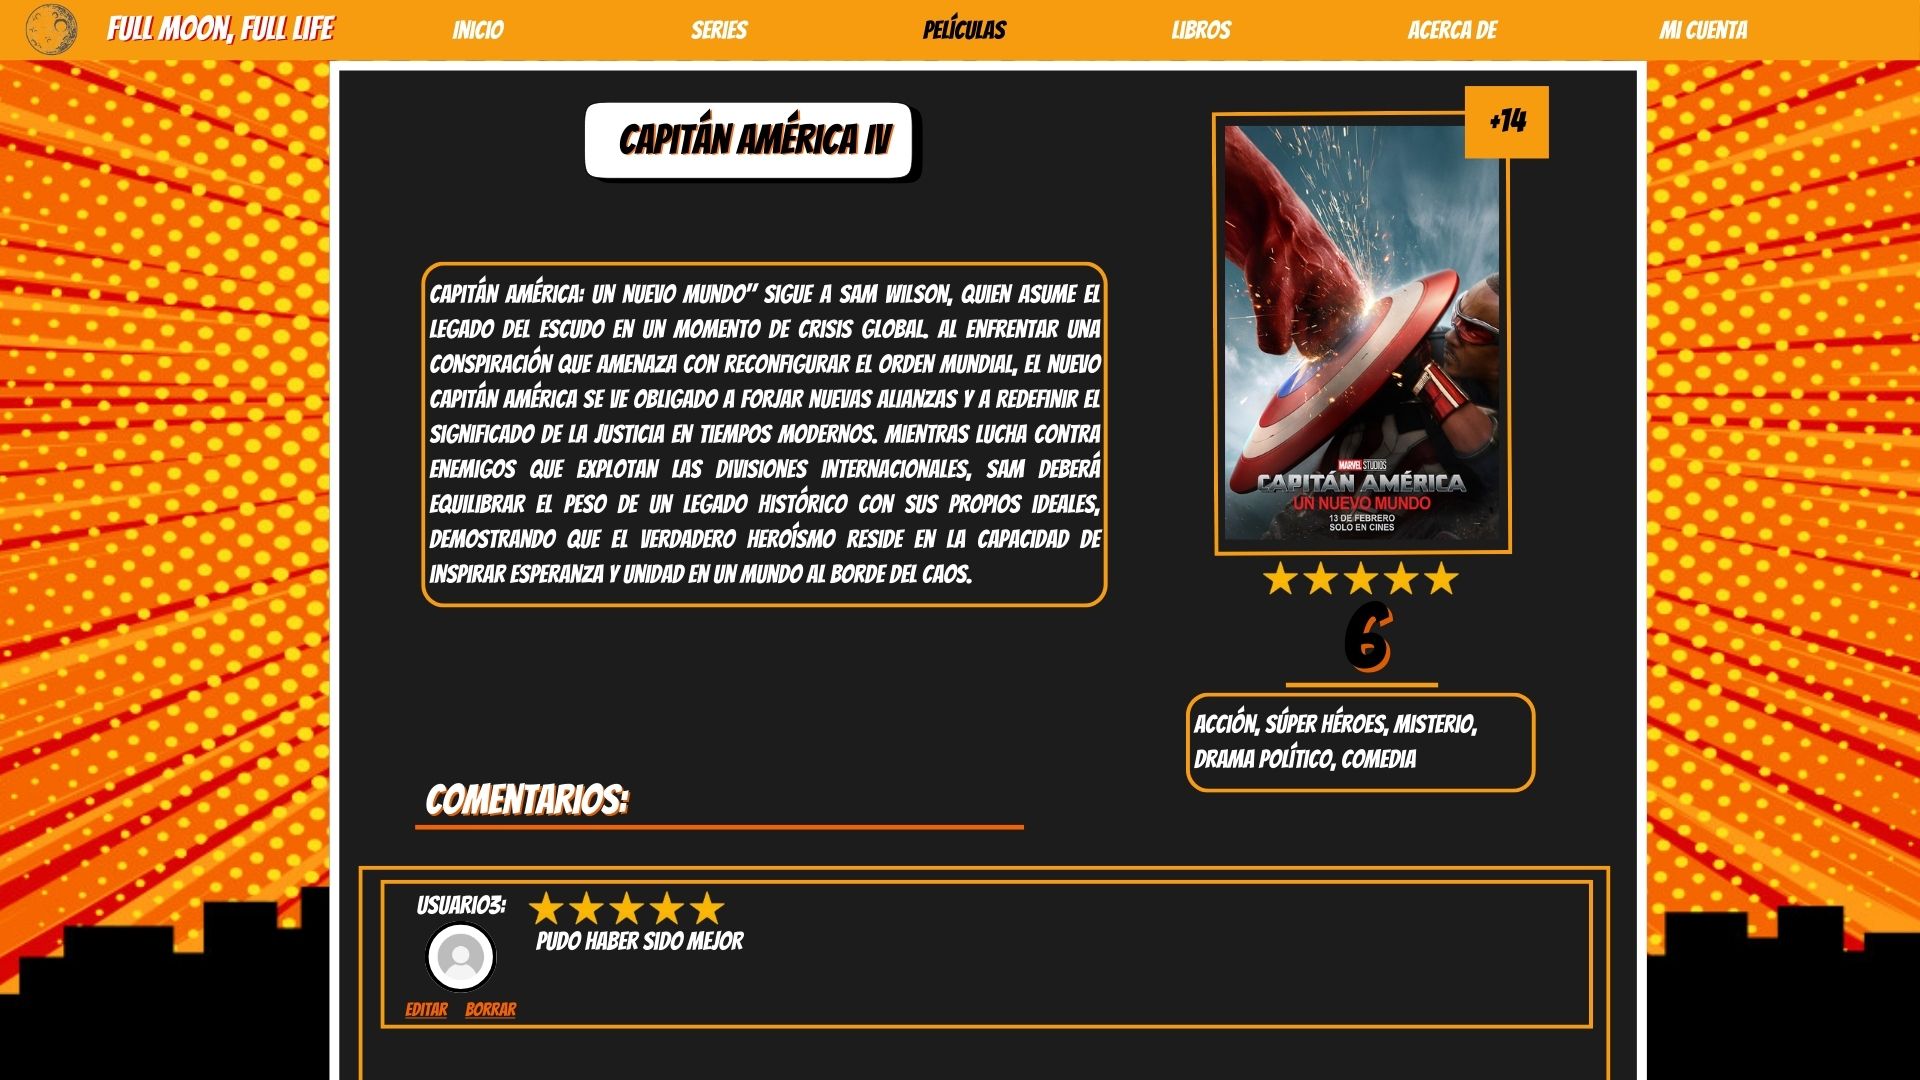 FULL MOON, FULL LIFE
INICIO
SERIES
PELÍCULAS
LIBROS
ACERCA DE
MI CUENTA
CAPITÁN AMÉRICA IV
+14
CAPITÁN AMÉRICA: UN NUEVO MUNDO" SIGUE A SAM WILSON, QUIEN ASUME EL
LEGADO DEL ESCUDO EN UN MOMENTO DE CRISIS GLOBAL. AL ENFRENTAR UNA
CONSPIRACIÓN QUE AMENAZA CON RECONFIGURAR EL ORDEN MUNDIAL, EL NUEVO
CAPITÁN AMÉRICA SE VE OBLIGADO A FORJAR NUEVAS ALIANZAS Y A REDEFINIR EL
SIGNIFICADO DE LA JUSTICIA EN TIEMPOS MODERNOS. MIENTRAS LUCHA CONTRA
ENEMIGOS QUE EXPLOTAN LAS DIVISIONES INTERNACIONALES, SAM DEBERÁ
EQUILIBRAR EL PESO DE UN LEGADO HISTÓRICO CON SUS PROPIOS IDEALES,
DEMOSTRANDO QUE EL VERDADERO HEROÍSMO RESIDE EN LA CAPACIDAD DE
INSPIRAR ESPERANZA Y UNIDAD EN UN MUNDO AL BORDE DEL CAOS.
MARVEL STUDIOS
CAPITÁN AMÉRICA
UN NUEVO MUNDO
13 DE FEBRERO
SOLO EN CINES
6
ACCIÓN, SÚPER HÉROES, MISTERIO,
DRAMA POLÍTICO, COMEDIA
COMENTARIOS:
USUARIO3:
PUDO HABER SIDO MEJOR
EDITAR
BORRAR